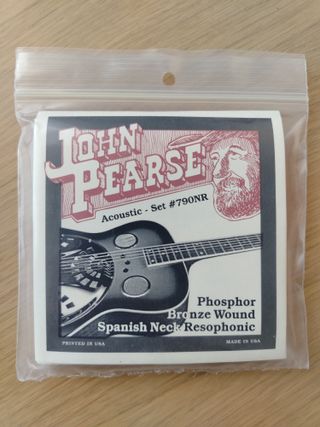 JOHN
PEARSE
Acoustic - Set #790NR
Phosphor
Bronze Wound
Spanish Neck Resophonic
PRINTED IN USA
MADE IN USA